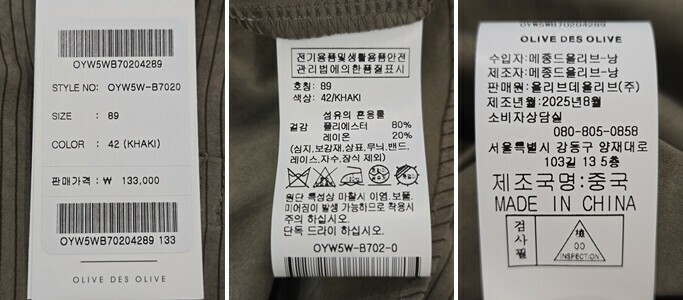 OYW5WB70204289
STYLE NO: OYW5W-B7020
SIZE : 89
COLOR : 42 (KHAKI)
판매가격 : ₩ 133,000
OYW5WB70204289 133
OLIVE DES OLIVE
전기용품및생활용품안전
관리법에의한품질표시
호칭: 89
색상: 42/KHAKI
섬유의 혼용률
겉감 폴리에스터 80%
레이온 20%
(심지,보강재,상표,무늬,밴드,
레이스,자수,장식 제외)
원단 특성상 마찰시 이염,보풀,
미어짐이 발생 가능하므로 착용시
주의 하십시오.
단독 드라이 하십시오.
OYW5W-B702-0
OYW5WB70204289
OLIVE DES OLIVE
수입자:메종드올리브-낭
제조자:메종드올리브-낭
판매원:올리브데올리브(주)
제조년월:2025년8월
소비자상담실
080-805-0858
서울특별시 강동구 양재대로
103길 13 5층
제조국명:중국
MADE IN CHINA
검사필
檢
00
INSPECTION